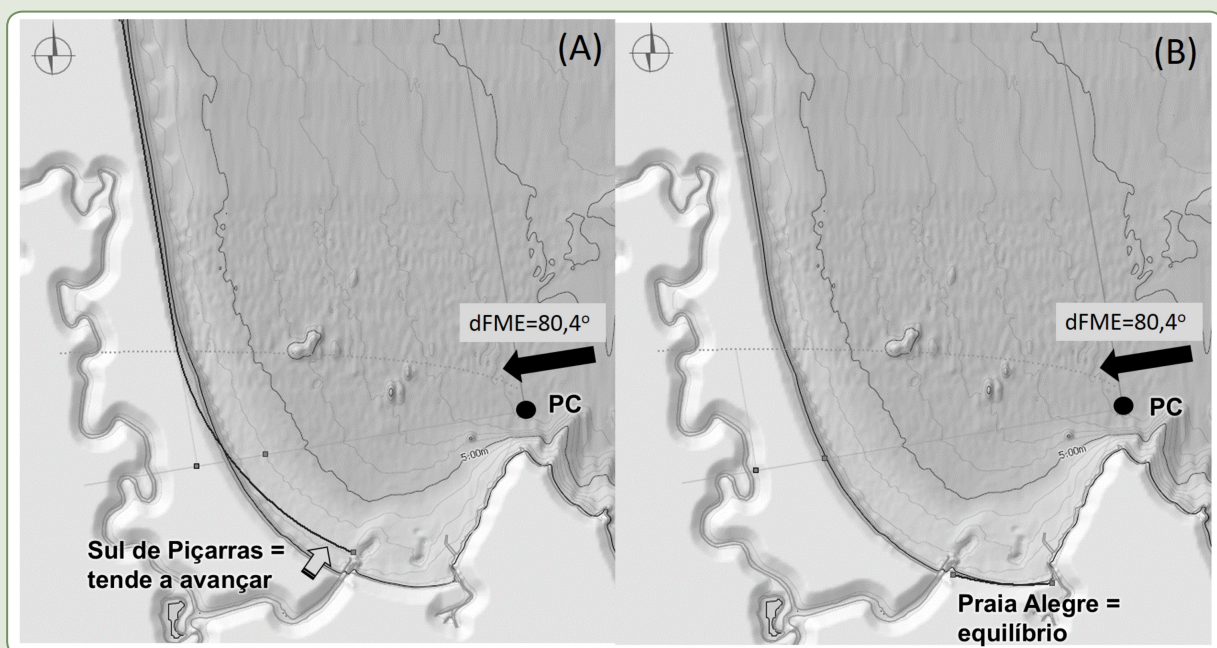 (A)
dFME=80,4º
PC
5:00m
Sul de Piçarras =
tende a avançar
(B)
dFME=80,4º
PC
5:00m
Praia Alegre =
equilíbrio